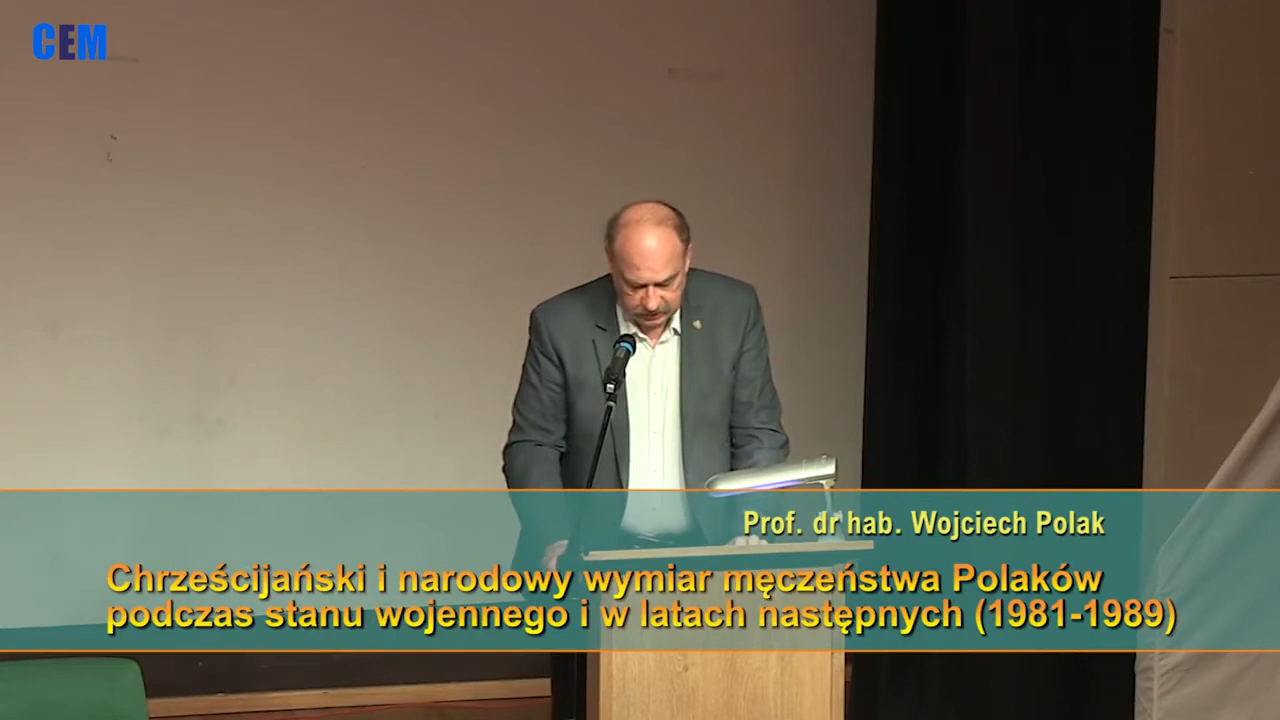 CEM
Prof. dr hab. Wojciech Polak
Chrześcijański i narodowy wymiar męczeństwa Polaków
podczas stanu wojennego i w latach następnych (1981-1989)